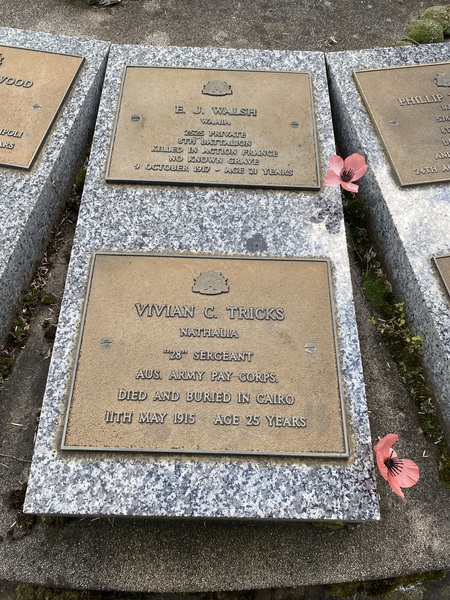 WOOD
POLI
E. J. WALSH
WAAIA
2525 PRIVATE
8TH BATTALION
KILLED IN ACTION FRANCE
NO KNOWN GRAVE
9 OCTOBER 1917 - AGE 21 YEARS
PHILLIP
24TH AU
VIVIAN C. TRICKS
NATHALIA
"28" SERGEANT
AUS. ARMY PAY CORPS.
DIED AND BURIED IN CAIRO
11TH MAY 1915 AGE 25 YEARS